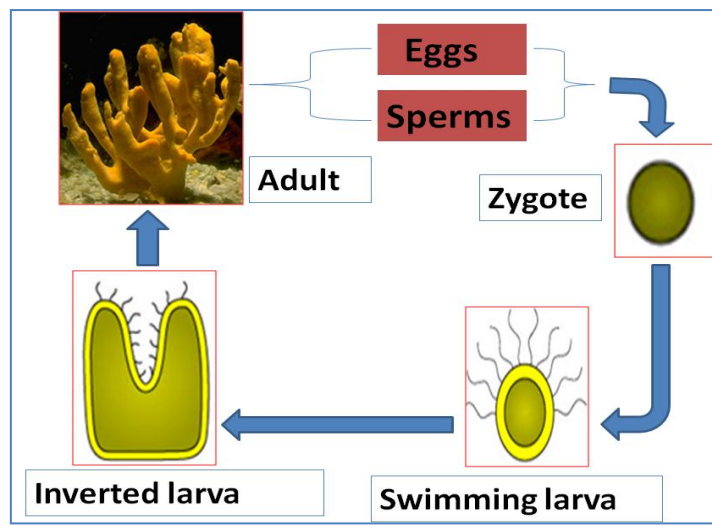 Eggs
Sperms
Adult
Zygote
Inverted larva
Swimming larva